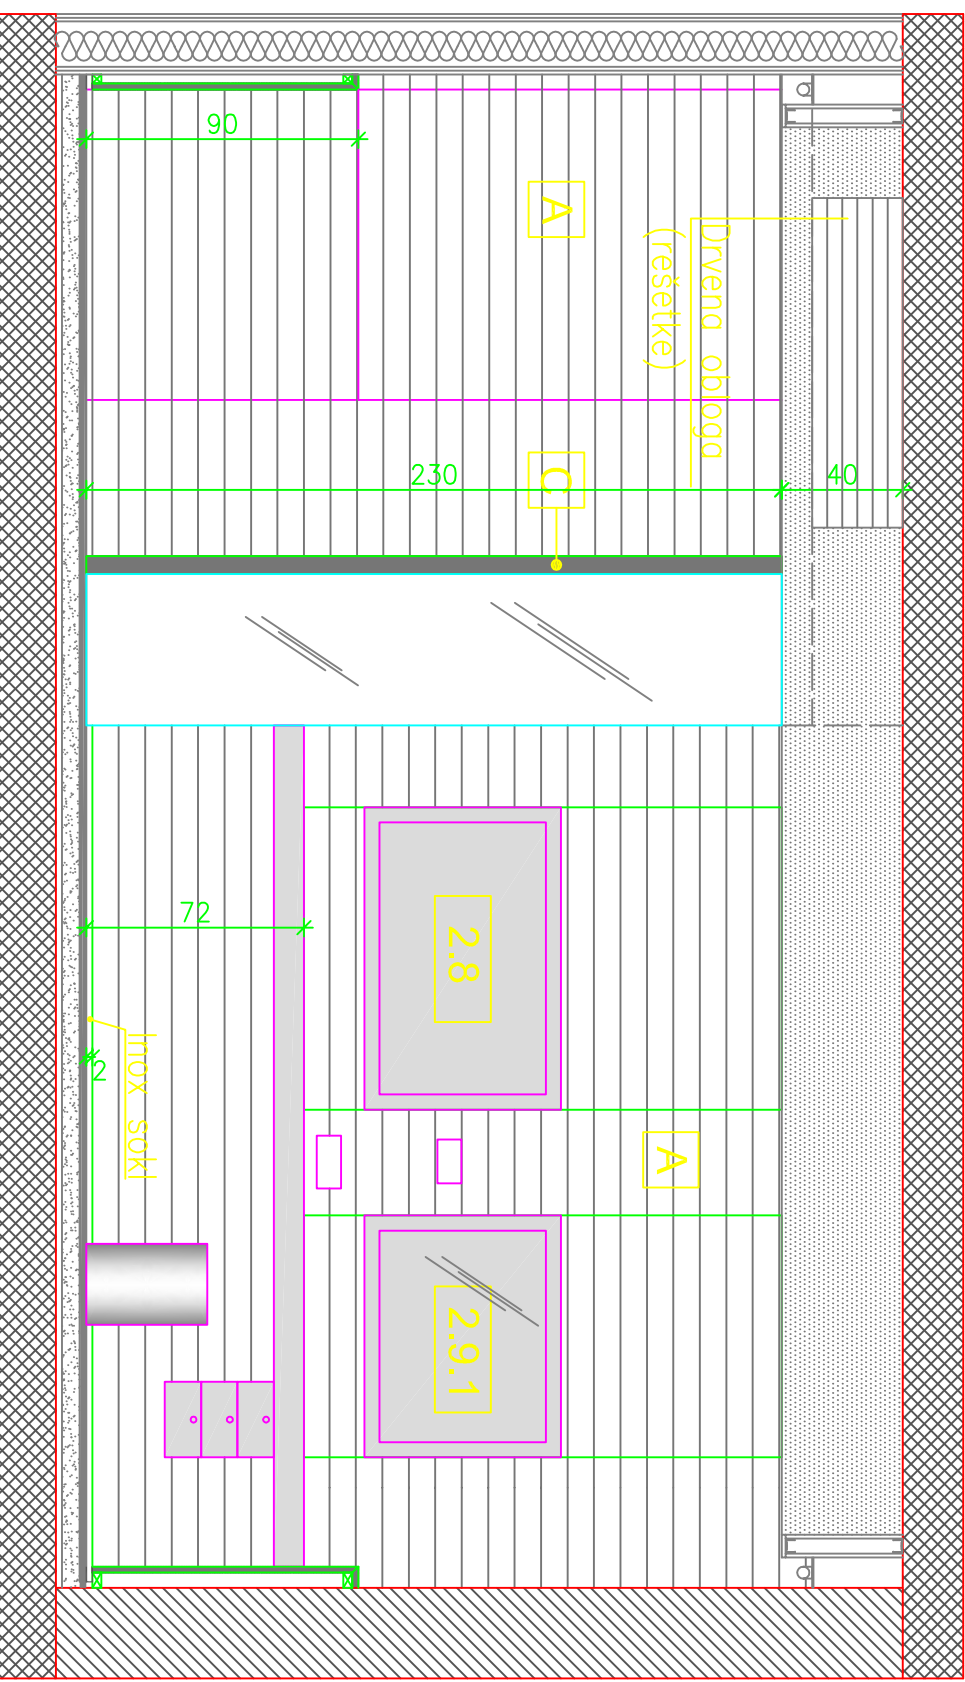 90
A
Drvena obloga
(rešetke)
C
230
40
2.8
72
2
Inox sokl
A
2.9.1